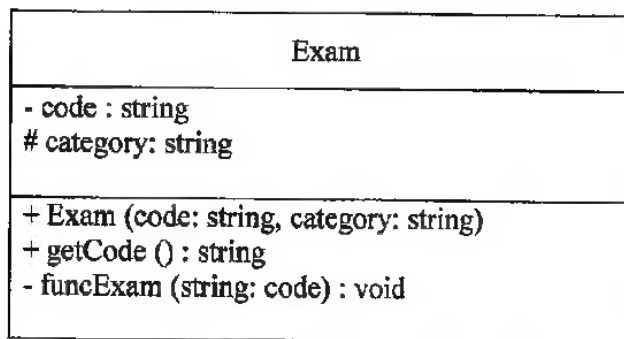 Exam
- code : string
# category: string
+ Exam (code: string, category: string)
+ getCode () : string
- funcExam (string: code) : void